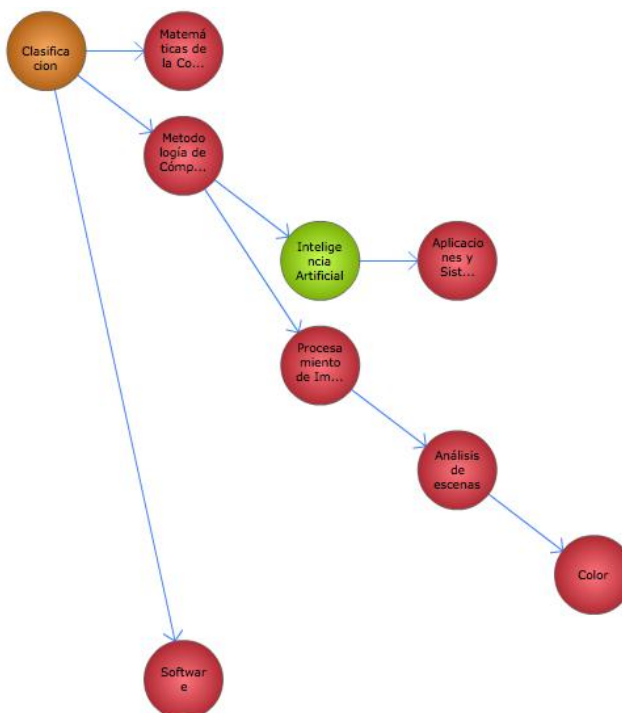 Clasifica
cion
Matemá
ticas de
la Co...
Metodo
logía de
Cómp...
Intelige
ncia
Artificial
Aplicacio
nes y
Sist...
Procesa
miento
de Im...
Análisis
de
escenas
Color
Softwar
e